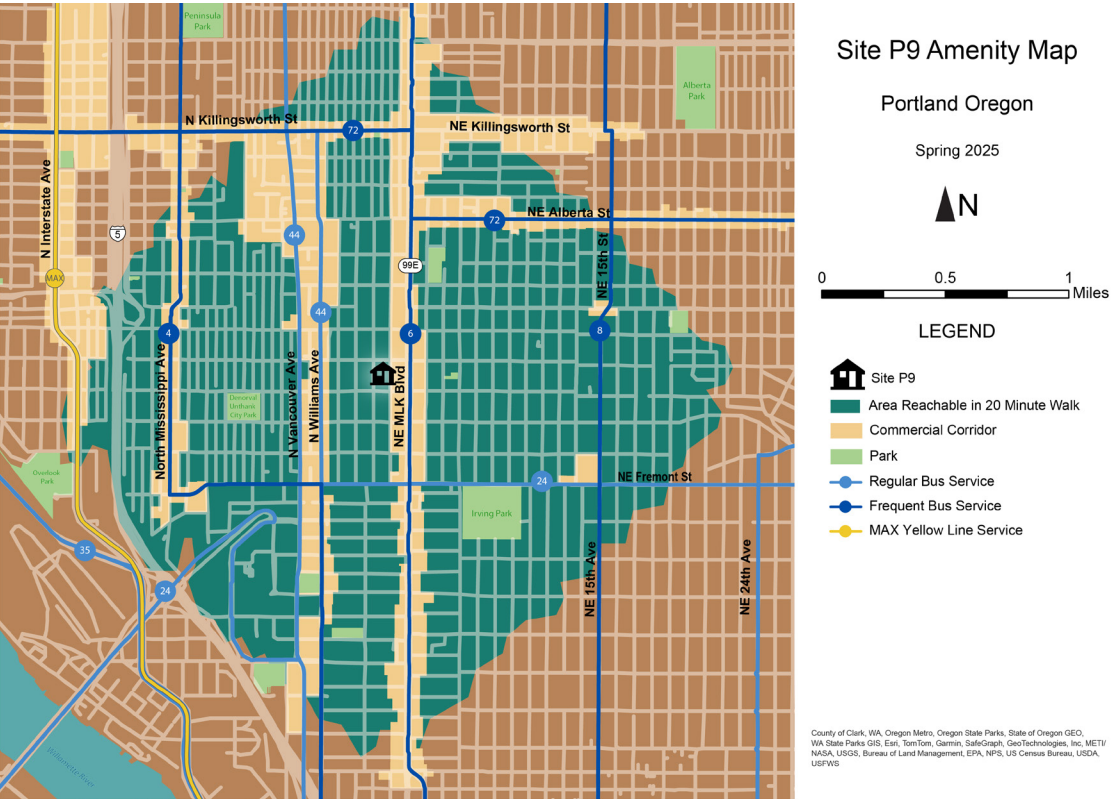 Peninsula
Park
N Killingsworth St
72
NE Killingsworth St
Alberta
Park
N Interstate Ave
5
72
NE Alberta St
44
NE 15th St
99E
MAX
44
4
6
8
North Mississippi Ave
N Vancouver Ave
N Williams Ave
NE MLK Blvd
Dawson
Unthank
City Park
Overlook
Park
24
NE Fremont St
Irving Park
35
24
NE 15th Ave
NE 24th Ave
Willamette River
Site P9 Amenity Map
Portland Oregon
Spring 2025
N
0 0.5 1
Miles
LEGEND
Site P9
Area Reachable in 20 Minute Walk
Commercial Corridor
Park
Regular Bus Service
Frequent Bus Service
MAX Yellow Line Service
County of Clark, WA, Oregon Metro, Oregon State Parks, State of Oregon GEO,
WA State Parks GIS, Esri, TomTom, Garmin, SafeGraph, GeoTechnologies, Inc, METI/
NASA, USGS, Bureau of Land Management, EPA, NPS, US Census Bureau, USDA,
USFWS